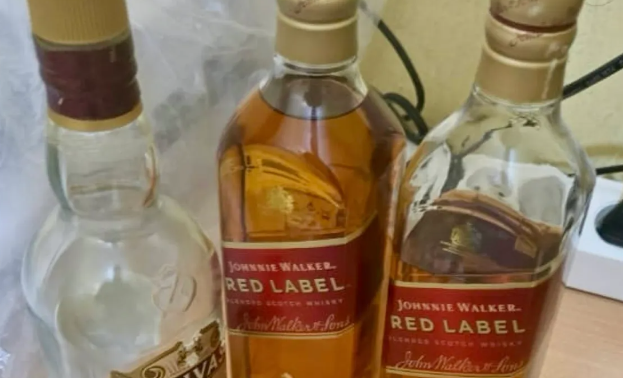 JOHNNIE WALKER.
RED LABEL
BLENDED SCOTCH WHISKY
John Walker & Sons
JOHNNIE WALKER.
RED LABEL
BLENDED SCOTCH WHISKY
John Walker & Sons
IVAS